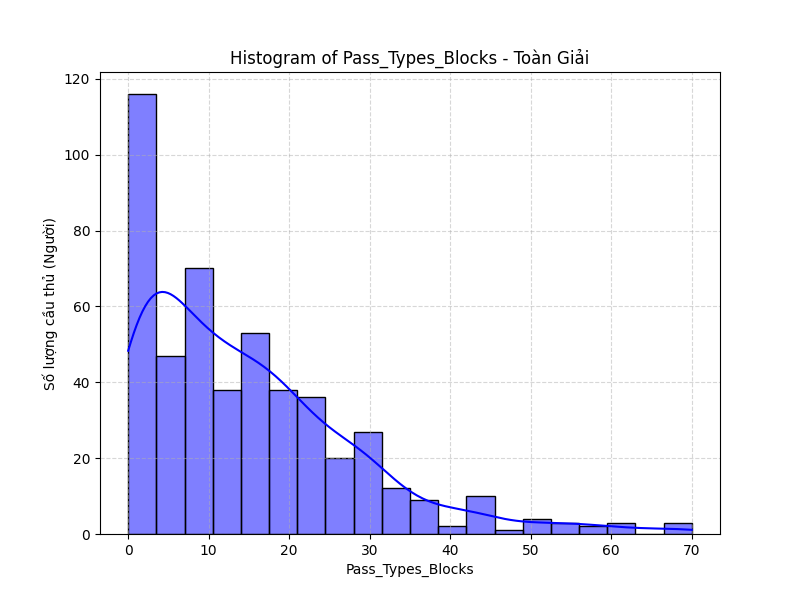 Histogram of Pass_Types_Blocks - Toàn Giải
120
100
80
60
40
20
0
Số lượng cầu thủ (Người)
0 10 20 30 40 50 60 70
Pass_Types_Blocks